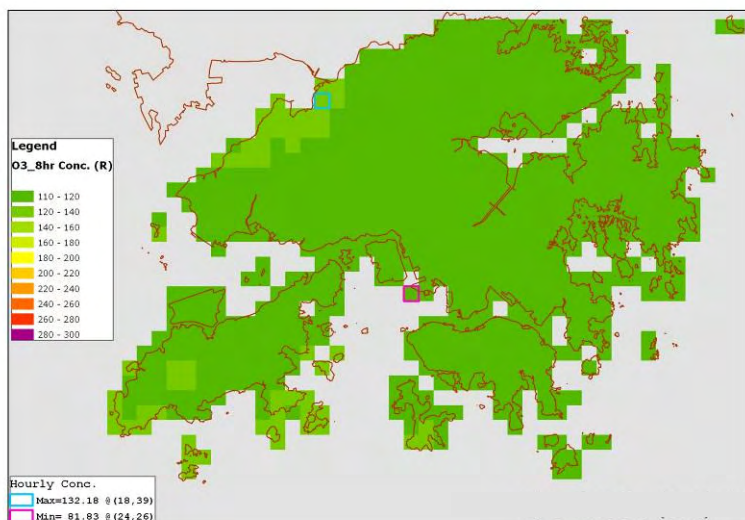 Legend
O3_8hr Conc. (R)
110 - 120
120 - 140
140 - 160
160 - 180
180 - 200
200 - 220
220 - 240
240 - 260
260 - 280
280 - 300
Hourly Conc.
Max=132.18 @(18,39)
Min= 81.83 @(24,26)